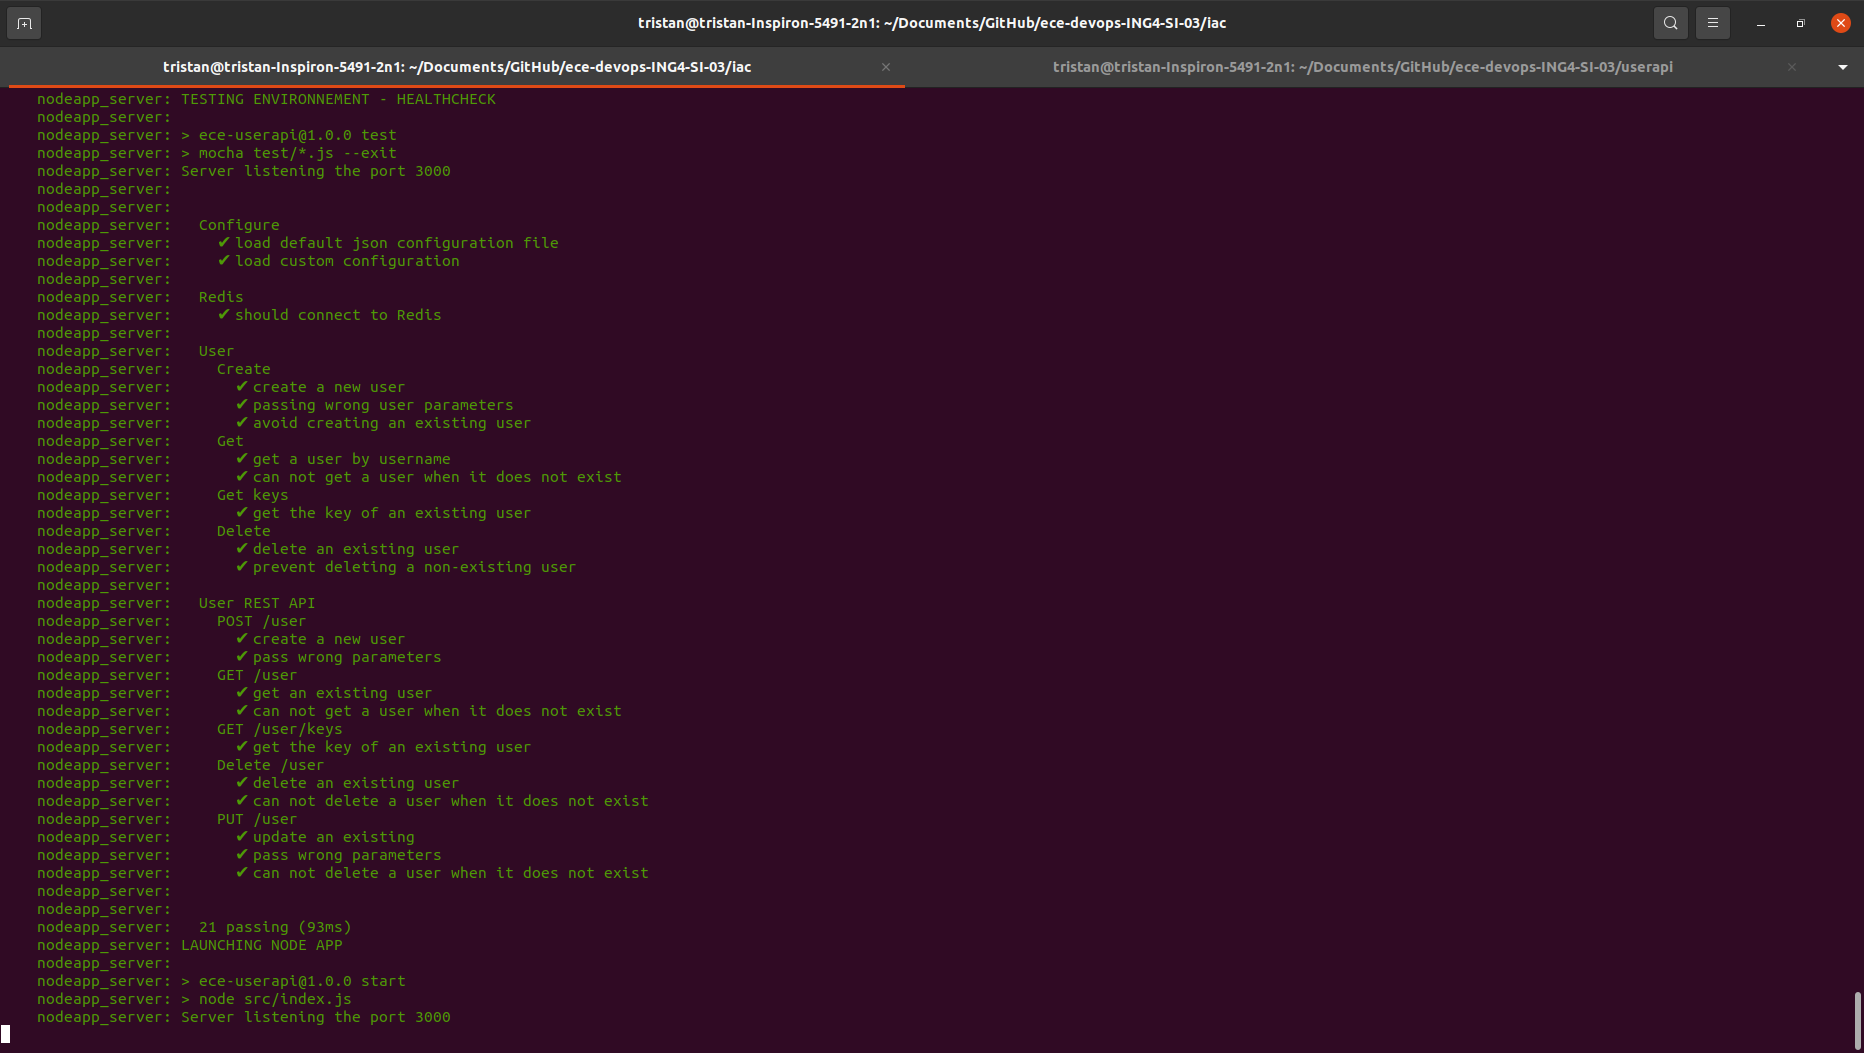 tristan@tristan-Inspiron-5491-2n1: ~/Documents/GitHub/ece-devops-ING4-SI-03/iac
tristan@tristan-Inspiron-5491-2n1: ~/Documents/GitHub/ece-devops-ING4-SI-03/iac
tristan@tristan-Inspiron-5491-2n1: ~/Documents/GitHub/ece-devops-ING4-SI-03/userapi
nodeapp_server: TESTING ENVIRONNEMENT - HEALTHCHECK
nodeapp_server:
nodeapp_server: > ece-userapi@1.0.0 test
nodeapp_server: > mocha test/*.js --exit
nodeapp_server: Server listening the port 3000
nodeapp_server:
nodeapp_server:
nodeapp_server:   Configure
nodeapp_server:     ✔ load default json configuration file
nodeapp_server:     ✔ load custom configuration
nodeapp_server:
nodeapp_server:   Redis
nodeapp_server:     ✔ should connect to Redis
nodeapp_server:
nodeapp_server:   User
nodeapp_server:     Create
nodeapp_server:       ✔ create a new user
nodeapp_server:       ✔ passing wrong user parameters
nodeapp_server:       ✔ avoid creating an existing user
nodeapp_server:     Get
nodeapp_server:       ✔ get a user by username
nodeapp_server:       ✔ can not get a user when it does not exist
nodeapp_server:     Get keys
nodeapp_server:       ✔ get the key of an existing user
nodeapp_server:     Delete
nodeapp_server:       ✔ delete an existing user
nodeapp_server:       ✔ prevent deleting a non-existing user
nodeapp_server:
nodeapp_server:   User REST API
nodeapp_server:     POST /user
nodeapp_server:       ✔ create a new user
nodeapp_server:       ✔ pass wrong parameters
nodeapp_server:     GET /user
nodeapp_server:       ✔ get an existing user
nodeapp_server:       ✔ can not get a user when it does not exist
nodeapp_server:     GET /user/keys
nodeapp_server:       ✔ get the key of an existing user
nodeapp_server:     Delete /user
nodeapp_server:       ✔ delete an existing user
nodeapp_server:       ✔ can not delete a user when it does not exist
nodeapp_server:     PUT /user
nodeapp_server:       ✔ update an existing
nodeapp_server:       ✔ pass wrong parameters
nodeapp_server:       ✔ can not delete a user when it does not exist
nodeapp_server:
nodeapp_server:
nodeapp_server:   21 passing (93ms)
nodeapp_server: LAUNCHING NODE APP
nodeapp_server:
nodeapp_server: > ece-userapi@1.0.0 start
nodeapp_server: > node src/index.js
nodeapp_server: Server listening the port 3000